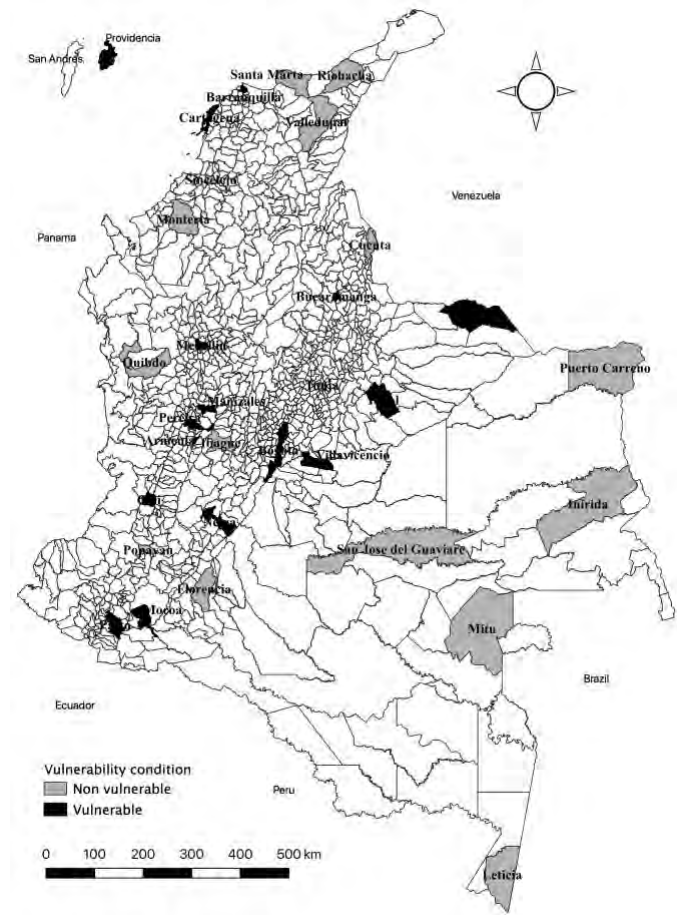 Providencia
San Andrés
Santa Marta
Riohacha
Barranquilla
Cartagena
Valledupar
Sincelejo
Venezuela
Monteria
Panama
Cucuta
Bucaramanga
Medellin
Quibdo
Puerto Carreño
Tunja
Manizales
Pereira
Armenia
Ibague
Bogota
Villavicencio
Cali
Inirida
Neiva
San Jose del Guaviare
Popayan
Florencia
Mocoa
Pasto
Mitu
Brazil
Ecuador
Vulnerability condition
Non vulnerable
Vulnerable
Peru
0 100 200 300 400 500 km
Leticia